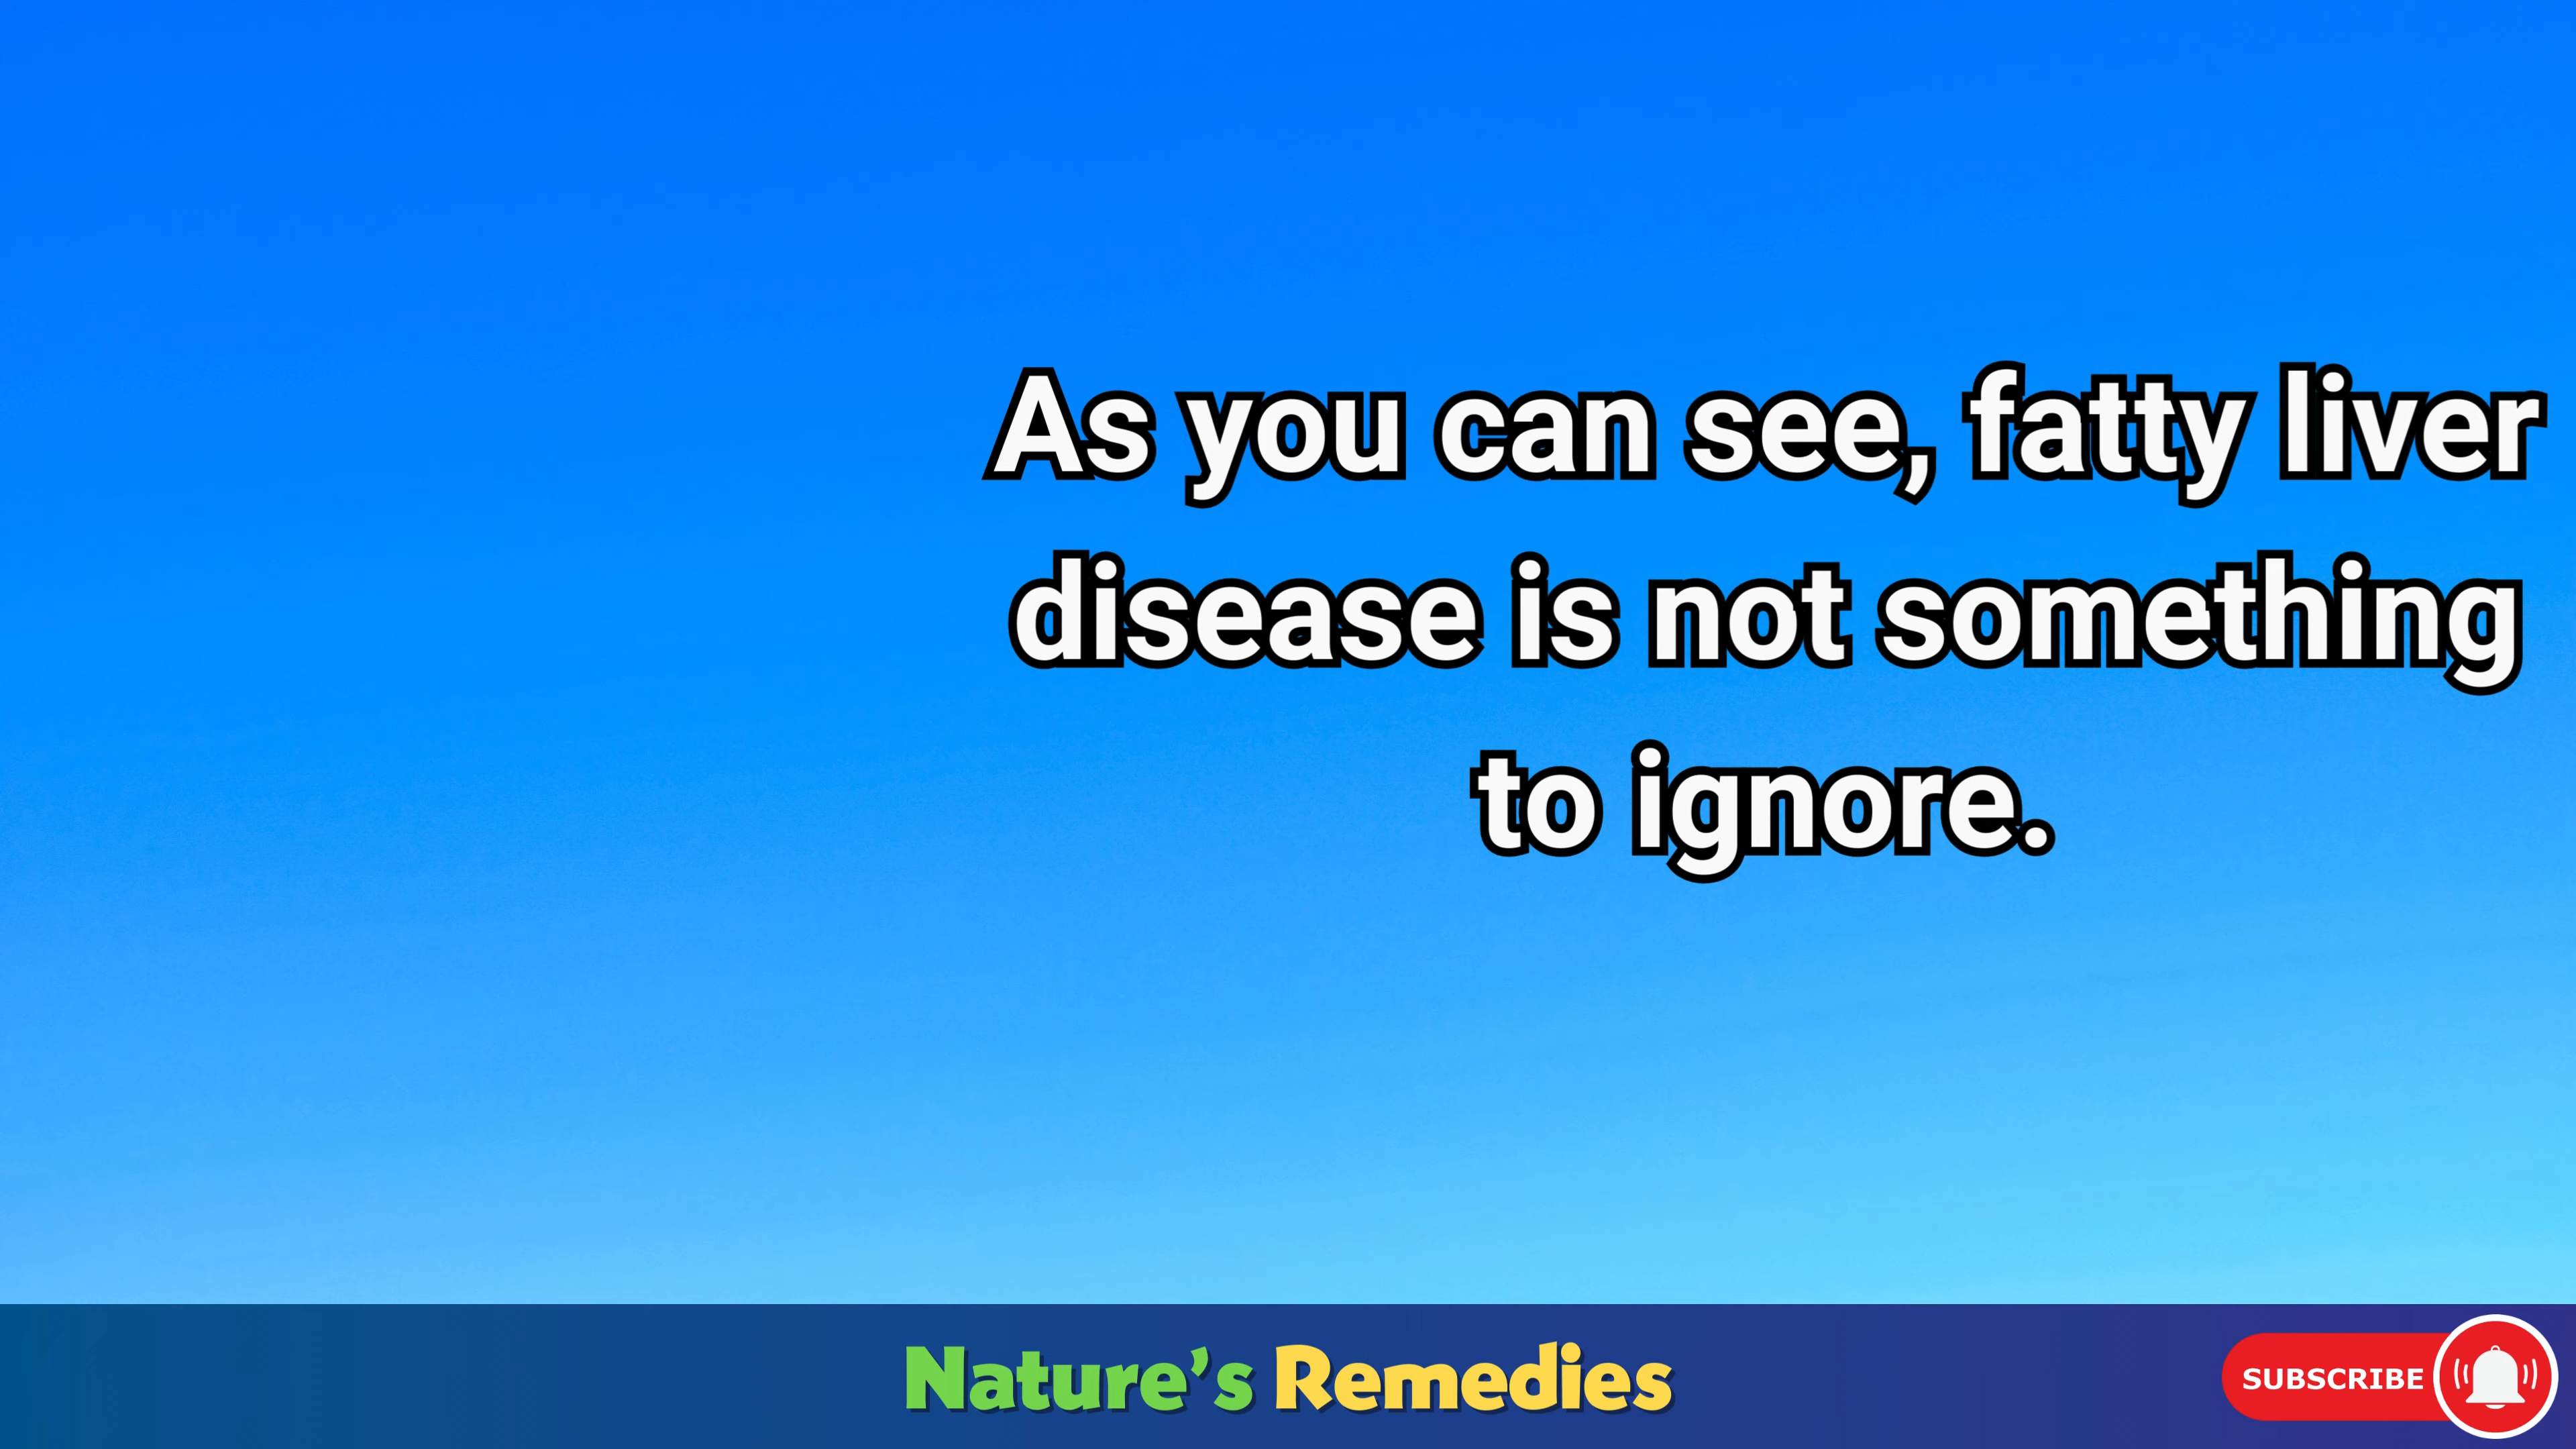 As you can see, fatty liver
disease is not something
to ignore.
Nature's Remedies
SUBSCRIBE